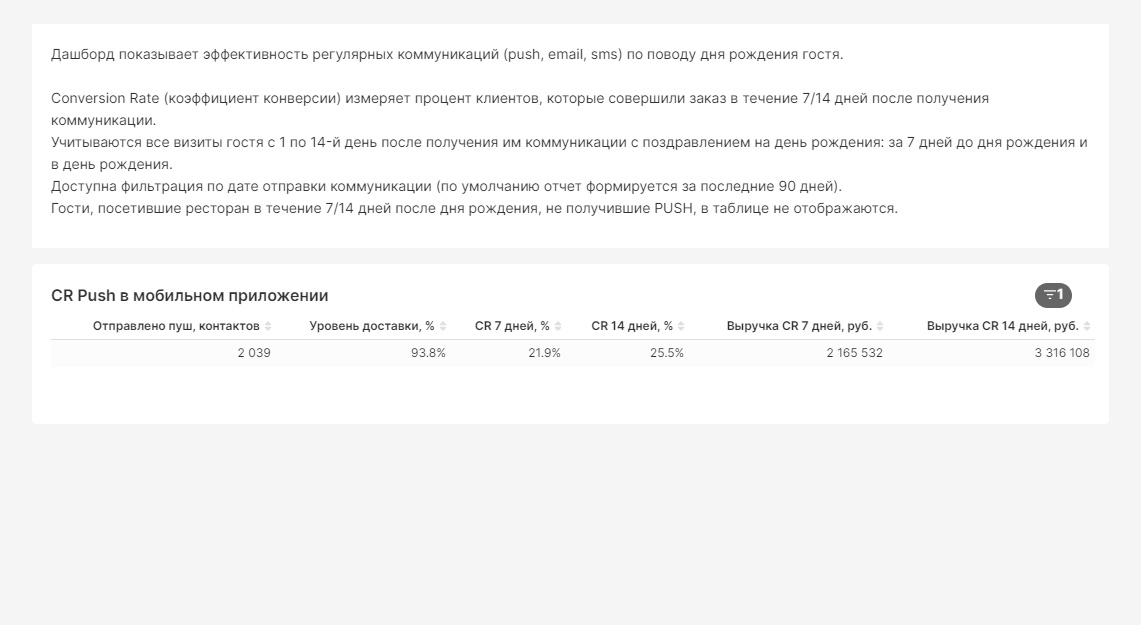 Дашборд показывает эффективность регулярных коммуникаций (push, email, sms) по поводу дня рождения гостя.
Conversion Rate (коэффициент конверсии) измеряет процент клиентов, которые совершили заказ в течение 7/14 дней после получения
коммуникации.
Учитываются все визиты гостя с 1 по 14-й день после получения им коммуникации с поздравлением на день рождения: за 7 дней до дня рождения и
в день рождения.
Доступна фильтрация по дате отправки коммуникации (по умолчанию отчет формируется за последние 90 дней).
Гости, посетившие ресторан в течение 7/14 дней после дня рождения, не получившие PUSH, в таблице не отображаются.
CR Push в мобильном приложении 1
Отправлено пуш, контактов Уровень доставки, % CR 7 дней, % CR 14 дней, % Выручка CR 7 дней, руб. Выручка CR 14 дней, руб.
2 039 93.8% 21.9% 25.5% 2 165 532 3 316 108